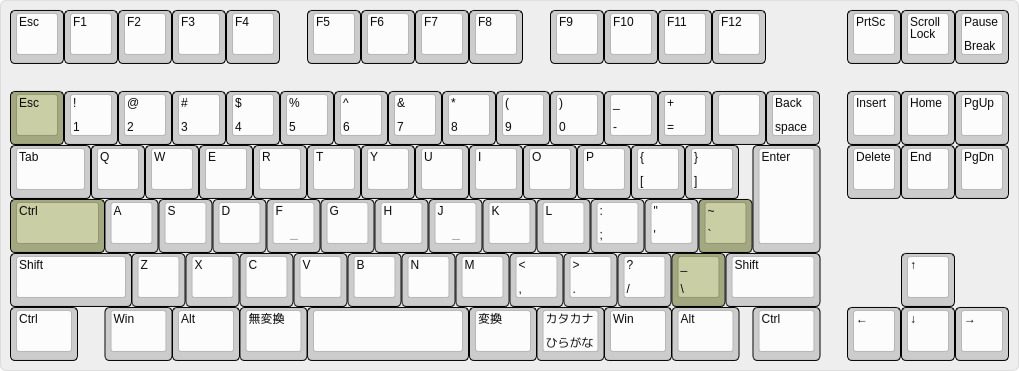 Esc F1 F2 F3 F4 F5 F6 F7 F8 F9 F10 F11 F12 PrtSc Scroll Pause
Lock
Break
Esc ! @ # $ % ^ & * ( ) _ + Back Insert Home PgUp
1 2 3 4 5 6 7 8 9 0 - = space
Tab Q W E R T Y U I O P { } Enter Delete End PgDn
[ ]
Ctrl A S D F G H J K L : " ~
_ _ ; ' `
Shift Z X C V B N M < > ? _ Shift ↑
, . / \
Ctrl Win Alt 無変換 変換 カタカナ Win Alt Ctrl ← ↓ →
ひらがな